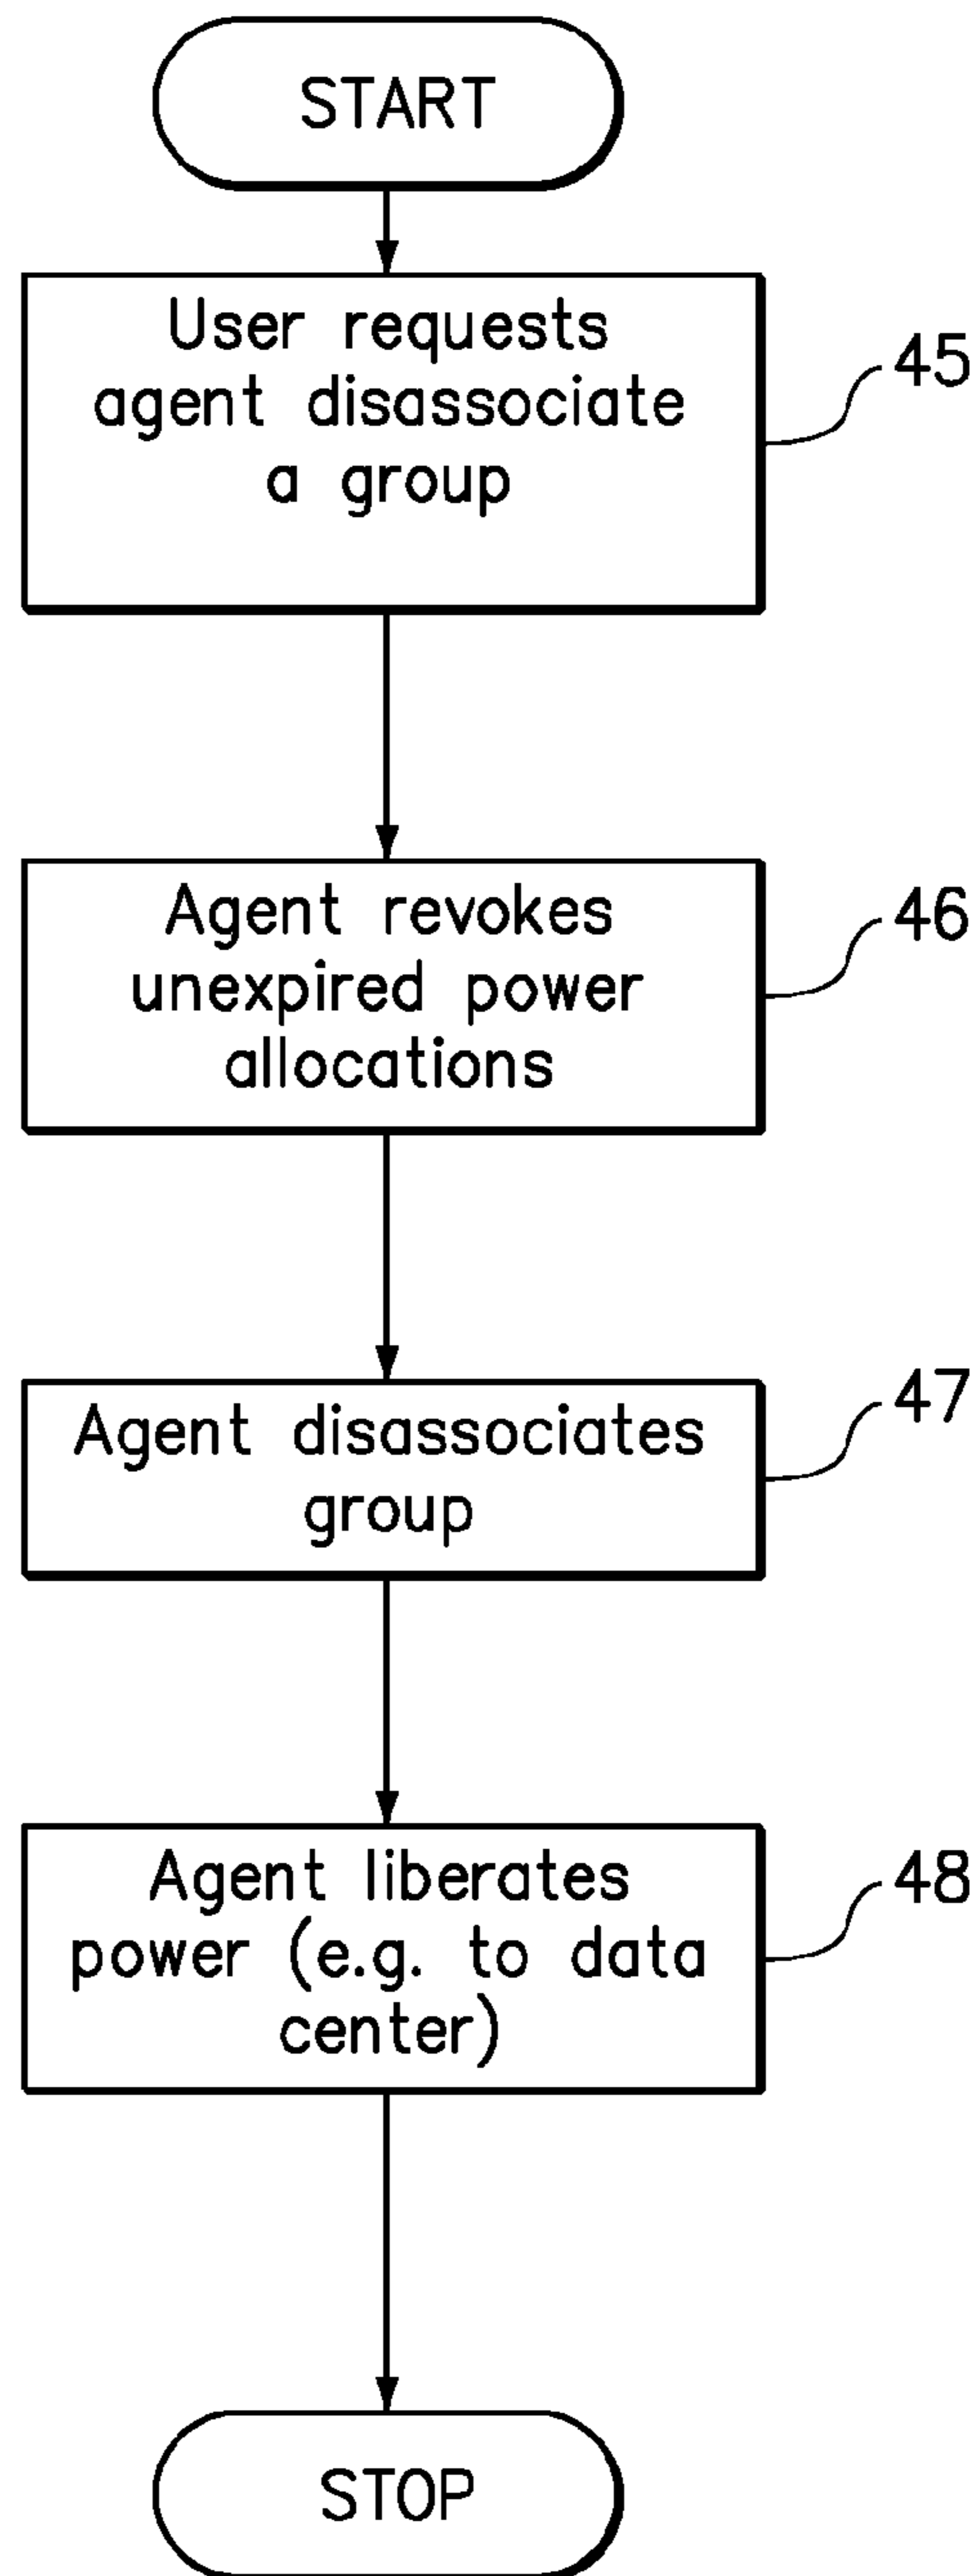 START
User requests
agent disassociate
a group
45
Agent revokes
unexpired power
allocations
46
Agent disassociates
group
47
Agent liberates
power (e.g. to data
center)
48
STOP